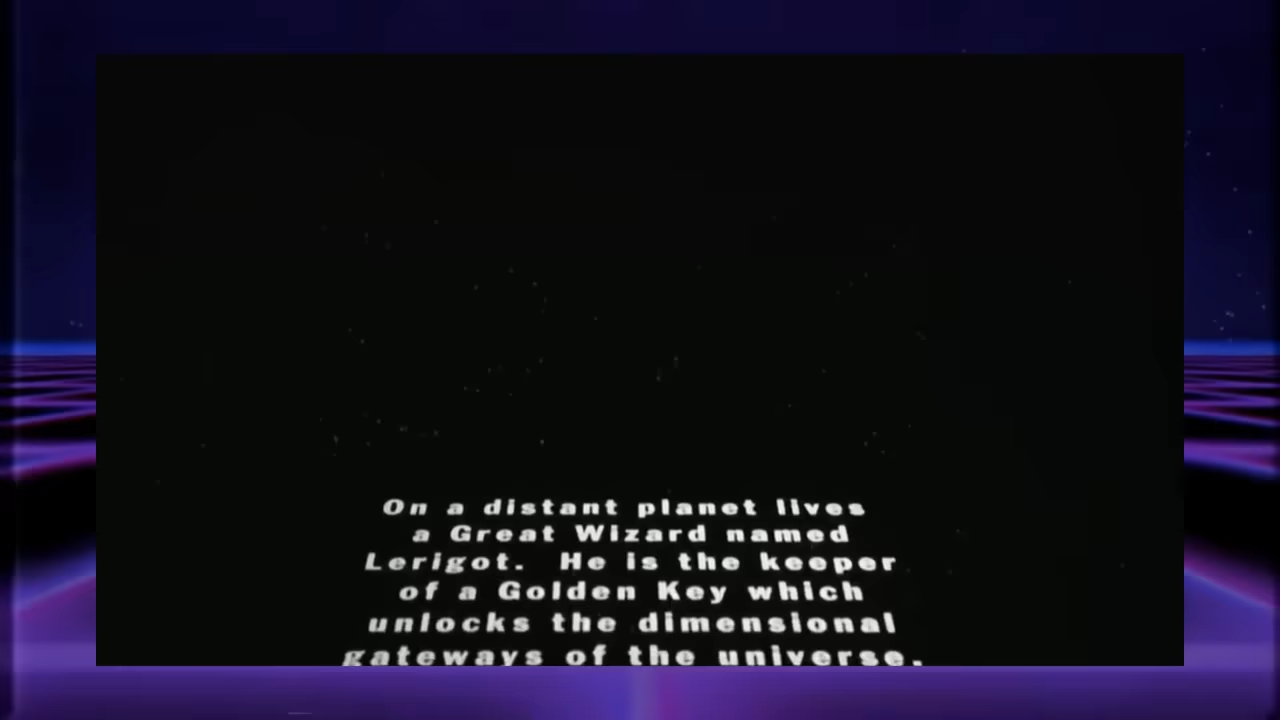 On a distant planet lives
a Great Wizard named
Lerigot. He is the keeper
of a Golden Key which
unlocks the dimensional
gateways of the universe.